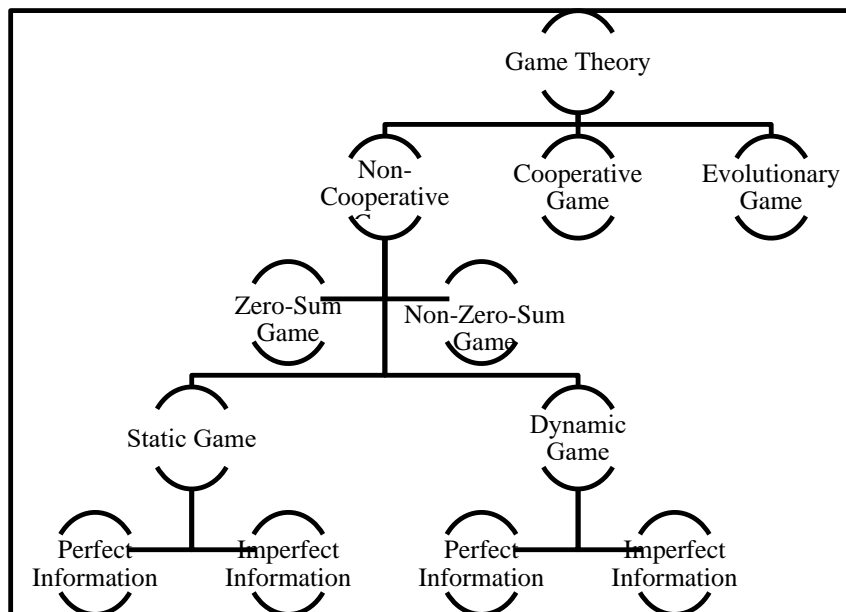 Game Theory
Non-
Cooperative
Cooperative
Game
Evolutionary
Game
Zero-Sum
Game
Non-Zero-Sum
Game
Static Game
Dynamic
Game
Perfect
Information
Imperfect
Information
Perfect
Information
Imperfect
Information